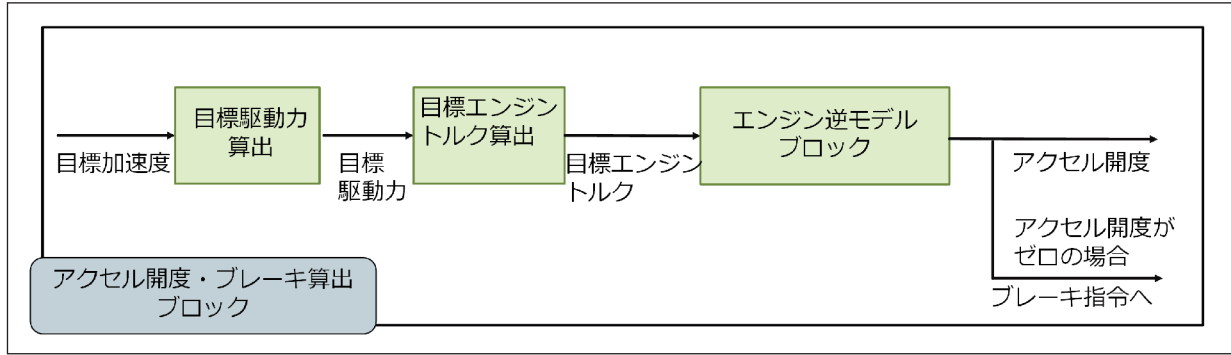 目標駆動力
算出
目標エンジン
トルク算出
エンジン逆モデル
ブロック
目標加速度
目標
駆動力
目標エンジン
トルク
アクセル開度
アクセル開度が
ゼロの場合
ブレーキ指令へ
アクセル開度・ブレーキ算出
ブロック